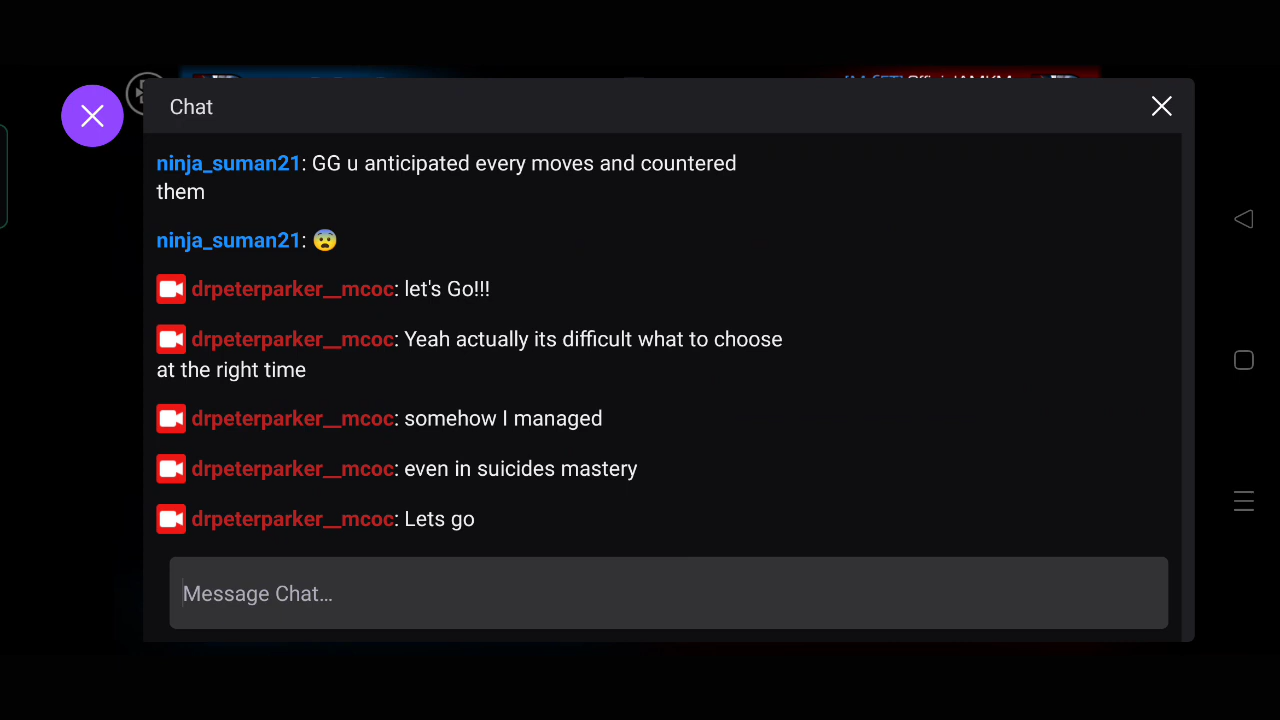 Chat
ninja_suman21: GG u anticipated every moves and countered
them
ninja_suman21: 😨
drpeterparker__mcoc: let's Go!!!
drpeterparker__mcoc: Yeah actually its difficult what to choose
at the right time
drpeterparker__mcoc: somehow I managed
drpeterparker__mcoc: even in suicides mastery
drpeterparker__mcoc: Lets go
Message Chat...